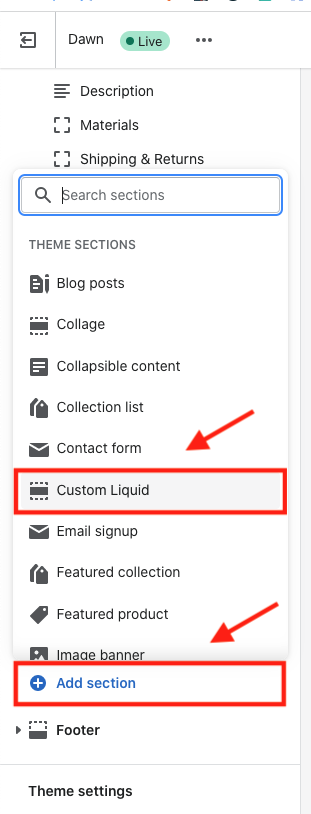 Dawn
Live
Description
Materials
Shipping & Returns
Search sections
THEME SECTIONS
Blog posts
Collage
Collapsible content
Collection list
Contact form
Custom Liquid
Email signup
Featured collection
Featured product
Image banner
Add section
Footer
Theme settings